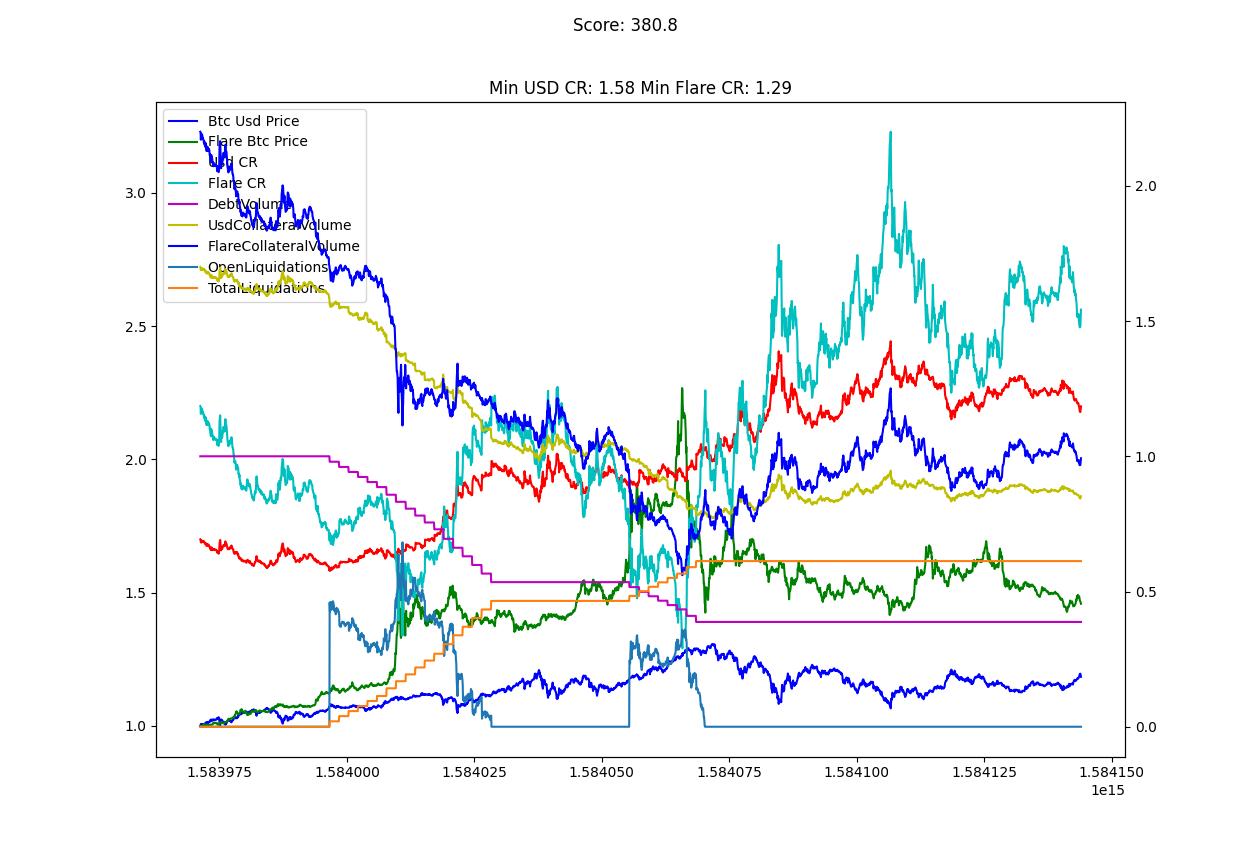 Score: 380.8
Min USD CR: 1.58 Min Flare CR: 1.29
Btc Usd Price
Flare Btc Price
Usd CR
Flare CR
DebtVolume
UsdCollateralVolume
FlareCollateralVolume
OpenLiquidations
TotalLiquidations
3.0
2.5
2.0
1.5
1.0
2.0
1.5
1.0
0.5
0.0
1.583975 1.584000 1.584025 1.584050 1.584075 1.584100 1.584125 1.584150
1e15